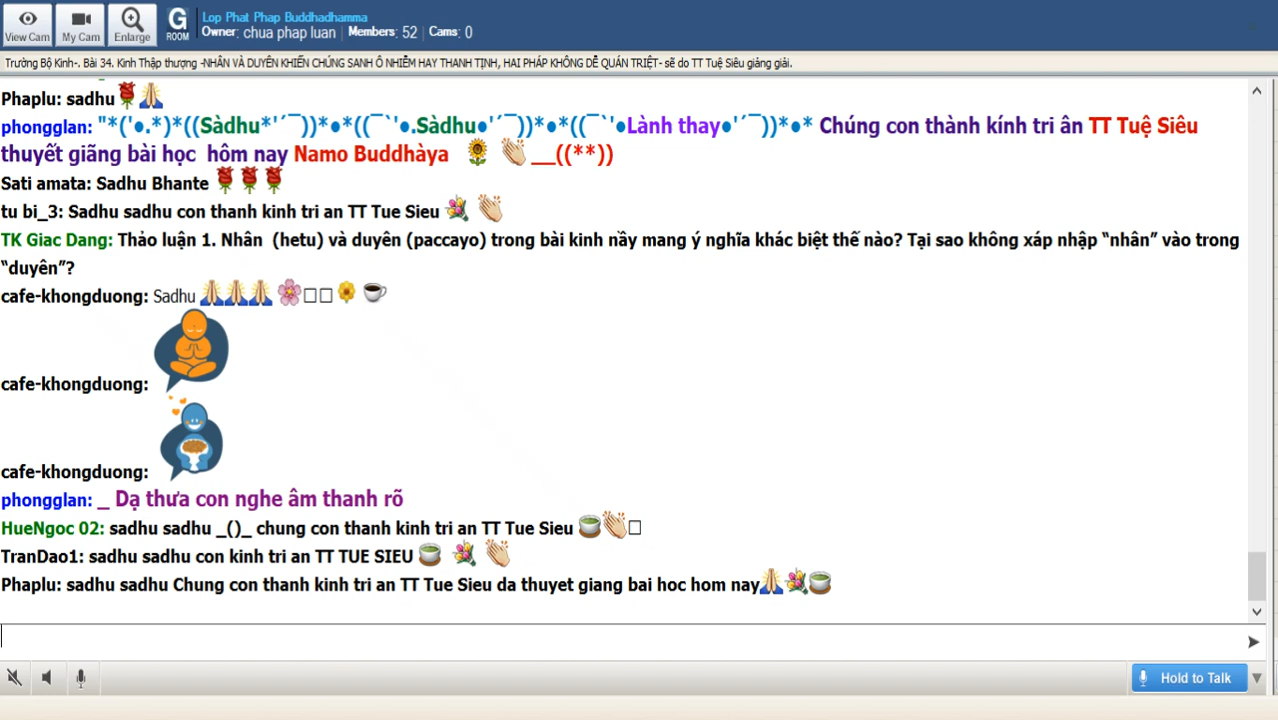 Lop Phat Phap Buddhadhamma
Owner: chua phap luan | Members: 52 | Cams: 0
View Cam
My Cam
Enlarge
G
ROOM
Trường Bộ Kinh-. Bài 34. Kinh Thập thượng -NHÂN VÀ DUYÊN KHIẾN CHÚNG SANH Ô NHIỄM HAY THANH TỊNH, HAI PHÁP KHÔNG DỄ QUÁN TRIỆT- sẽ do TT Tuệ Siêu giảng giải.
Phaplu: sadhu🌹🙏
phongglan: "*('●.*)*((Sàdhu*'´¯))*●*((¯`'●.Sàdhu●'´¯))*●*((¯`'●Lành thay●'´¯))*●* Chúng con thành kính tri ân TT Tuệ Siêu
thuyết giãng bài học hôm nay Namo Buddhàya 🌻 👏 __((**))
Sati amata: Sadhu Bhante 🌹🌹🌹
tu bi_3: Sadhu sadhu con thanh kinh tri an TT Tue Sieu 💐 👏
TK Giac Dang: Thảo luận 1. Nhân (hetu) và duyên (paccayo) trong bài kinh nầy mang ý nghĩa khác biệt thế nào? Tại sao không xáp nhập “nhân” vào trong
“duyên”?
cafe-khongduong: Sadhu 🙏🙏🙏 🌸□□ 🌼 ☕
cafe-khongduong:
cafe-khongduong:
phongglan: _ Dạ thưa con nghe âm thanh rõ
HueNgoc 02: sadhu sadhu _()_ chung con thanh kinh tri an TT Tue Sieu 🍵👏□
TranDao1: sadhu sadhu con kinh tri an TT TUE SIEU 🍵 💐 👏
Phaplu: sadhu sadhu Chung con thanh kinh tri an TT Tue Sieu da thuyet giang bai hoc hom nay🙏💐🍵
Hold to Talk